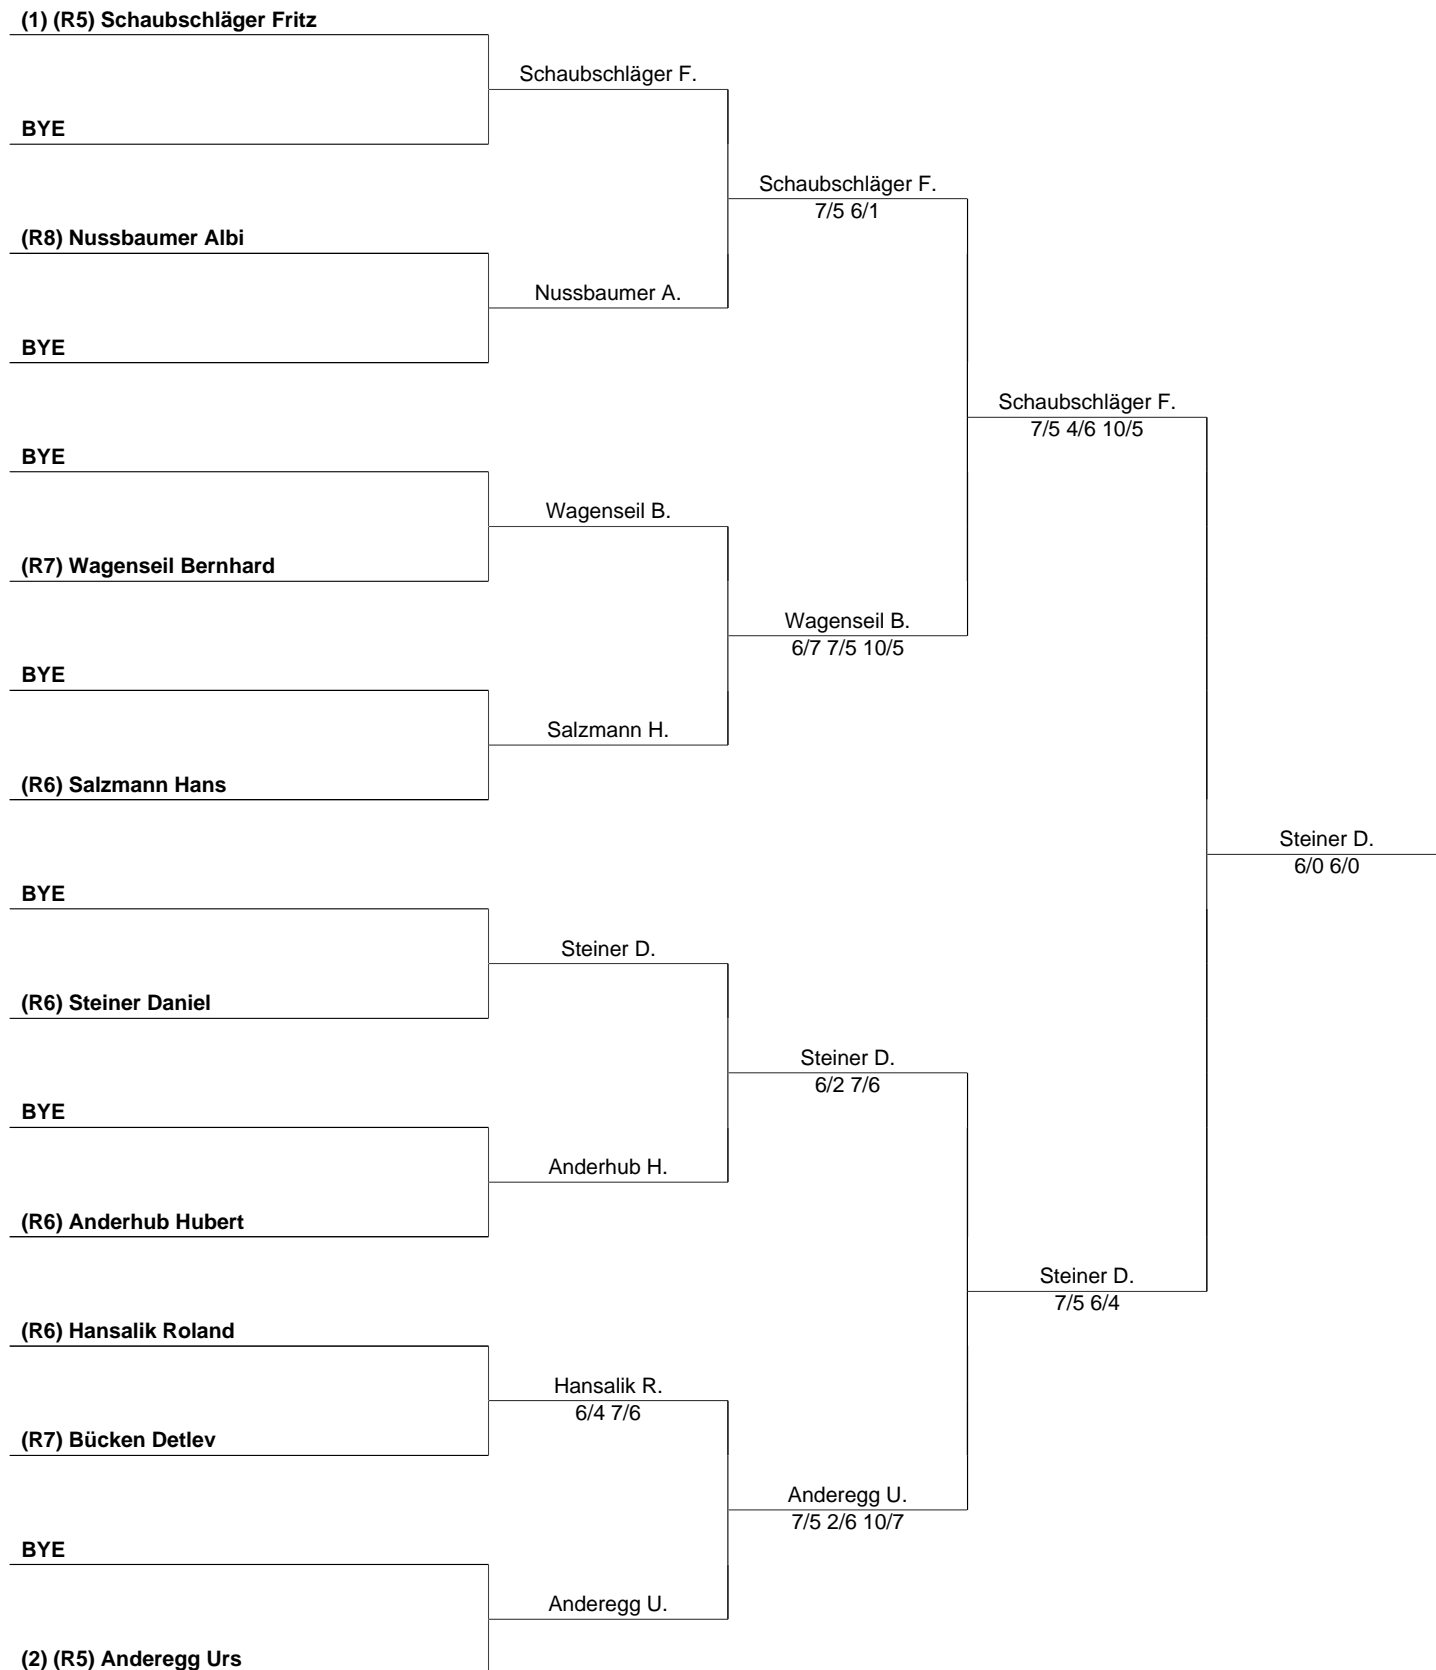 (1) (R5) Schaubschläger Fritz
Schaubschläger F.
BYE
Schaubschläger F.
7/5 6/1
(R8) Nussbaumer Albi
Nussbaumer A.
BYE
Schaubschläger F.
7/5 4/6 10/5
BYE
Wagenseil B.
(R7) Wagenseil Bernhard
Wagenseil B.
6/7 7/5 10/5
BYE
Salzmann H.
(R6) Salzmann Hans
Steiner D.
6/0 6/0
BYE
Steiner D.
(R6) Steiner Daniel
Steiner D.
6/2 7/6
BYE
Anderhub H.
(R6) Anderhub Hubert
Steiner D.
7/5 6/4
(R6) Hansalik Roland
Hansalik R.
6/4 7/6
(R7) Bücken Detlev
Anderegg U.
7/5 2/6 10/7
BYE
Anderegg U.
(2) (R5) Anderegg Urs